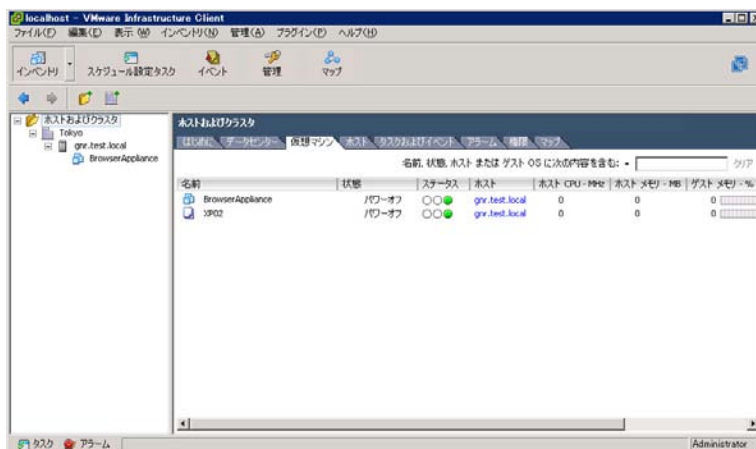 localhost - VMware Infrastructure Client
ファイル(F) 編集(E) 表示(W) インベントリ(N) 管理(A) プラグイン(P) ヘルプ(H)
インベントリ スケジュール設定タスク イベント 管理 マップ
ホストおよびクラスタ
Tokyo
gnr.test.local
BrowserAppliance
ホストおよびクラスタ
はじめに データセンター 仮想マシン ホスト タスクおよびイベント アラーム 権限 マップ
名前, 状態, ホスト または ゲスト OS に次の内容を含む: クリア
名前 状態 ステータス ホスト ホスト CPU - MHz ホスト メモリ - MB ゲスト メモリ - %
BrowserAppliance パワーオフ gnr.test.local 0 0 0
XP02 パワーオフ gnr.test.local 0 0 0
タスク アラーム Administrator